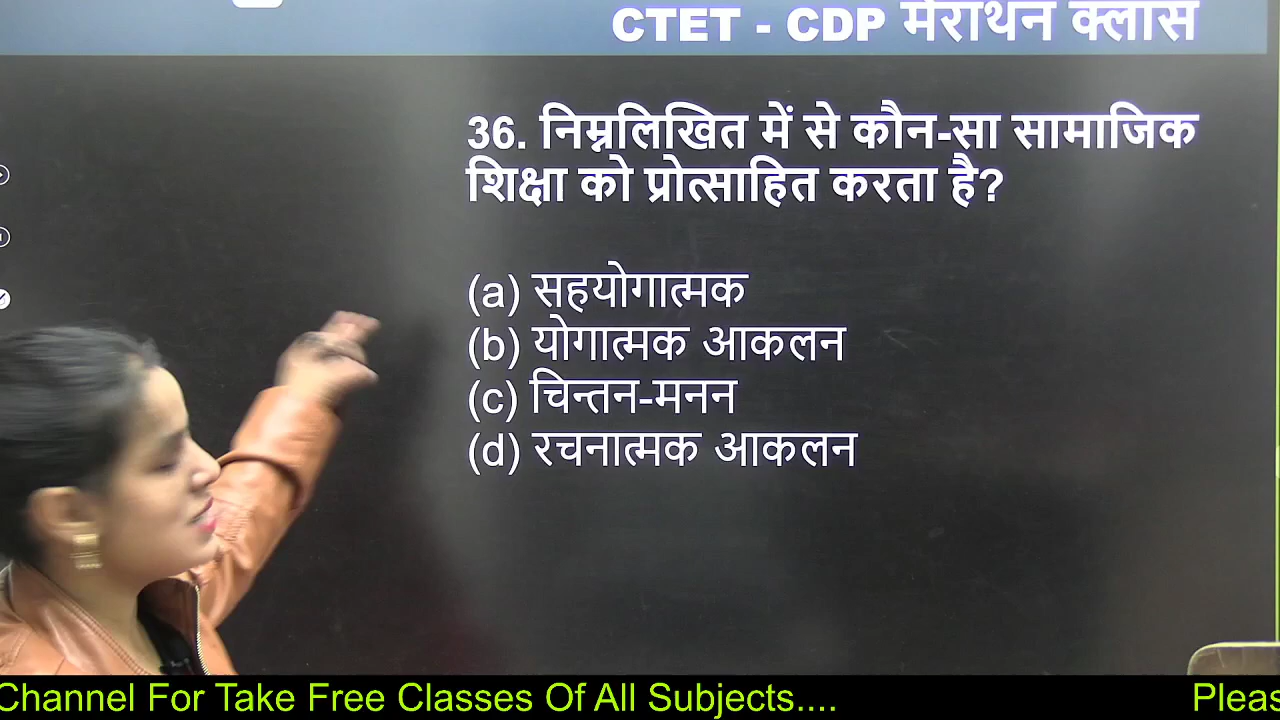 CTET - CDP मैराथन क्लास
36. निम्नलिखित में से कौन-सा सामाजिक
शिक्षा को प्रोत्साहित करता है?
(a) सहयोगात्मक
(b) योगात्मक आकलन
(c) चिन्तन-मनन
(d) रचनात्मक आकलन
Channel For Take Free Classes Of All Subjects....